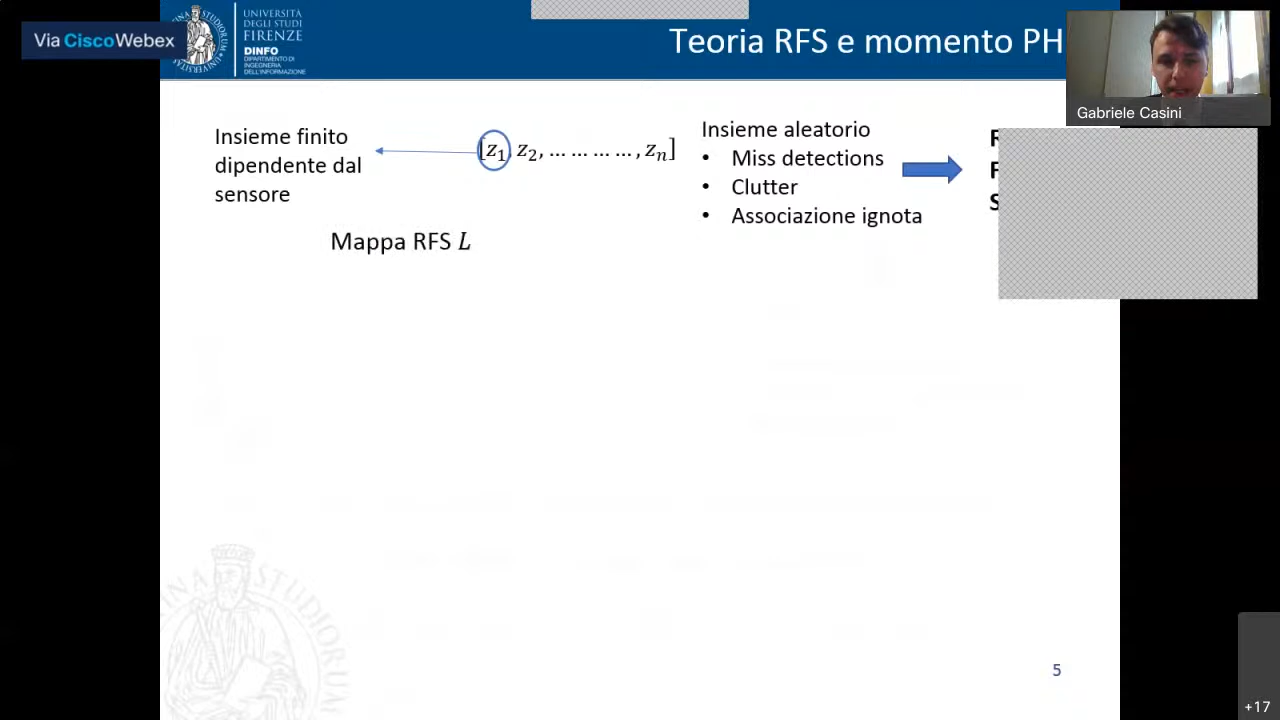 Via CiscoWebex
UNIVERSITÀ
DEGLI STUDI
FIRENZE
DINFO
DIPARTIMENTO DI
INGEGNERIA
DELL'INFORMAZIONE
Teoria RFS e momento PH
Gabriele Casini
Insieme finito
dipendente dal
sensore
[z₁, z₂, … … … … , zₙ]
Insieme aleatorio
• Miss detections
• Clutter
• Associazione ignota
R
F
S
Mappa RFS L
5
+17